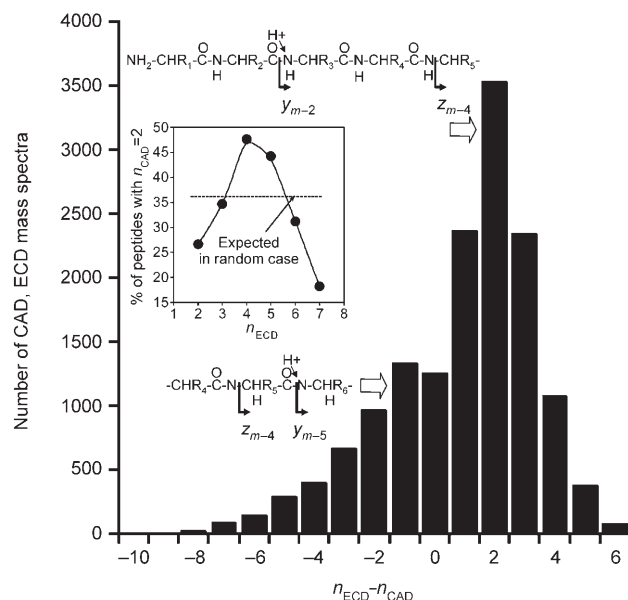 4000
3500
3000
2500
2000
1500
1000
500
0
Number of CAD, ECD mass spectra
H+
O O O O
NH2–CHR1–C–N–CHR2–C–N–CHR3–C–N–CHR4–C–N–CHR5-
H H H H
ym–2 zm–4
50
45
40
35
30
25
20
15
% of peptides with nCAD=2
Expected
in random case
1 2 3 4 5 6 7 8
nECD
H+
O O
-CHR4–C–N–CHR5–C–N–CHR6-
H H
zm–4 ym–5
–10 –8 –6 –4 –2 0 2 4 6
nECD–nCAD